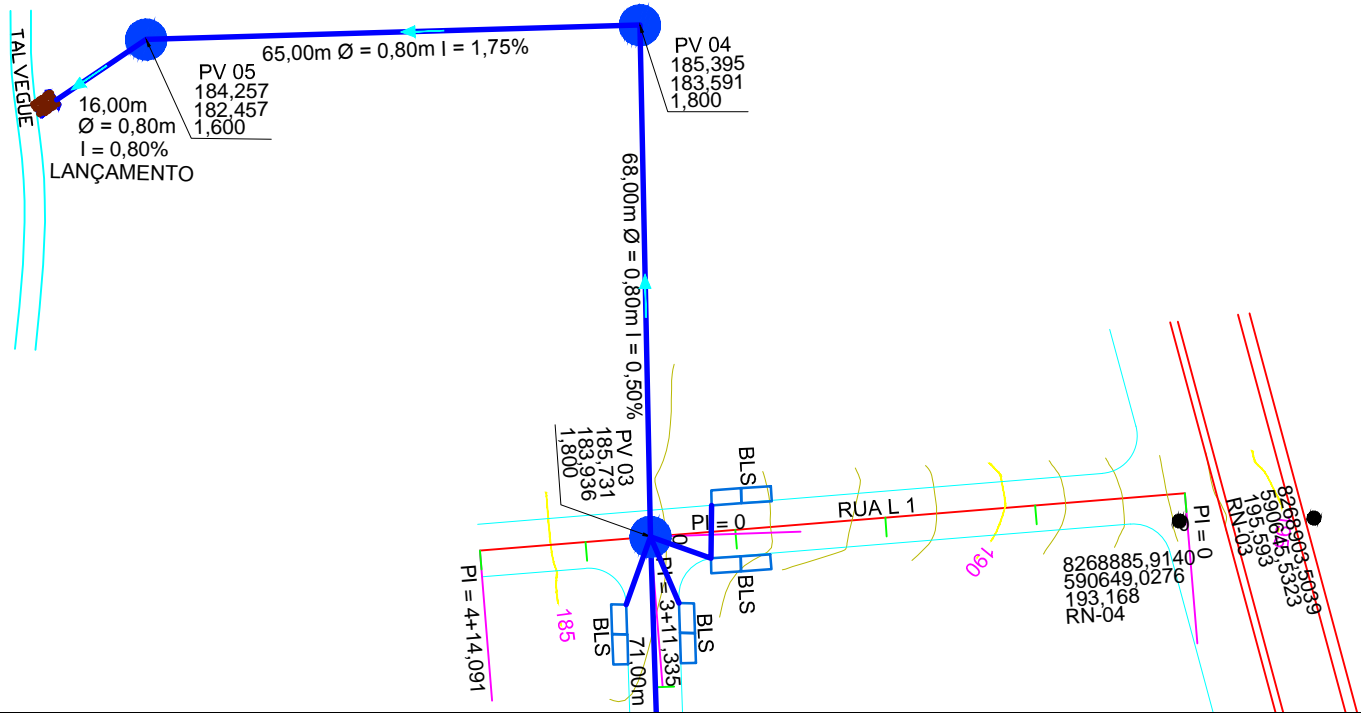 TALVEGUE
65,00m Ø = 0,80m I = 1,75%
PV 04
185,395
183,591
1,800
PV 05
184,257
182,457
1,600
16,00m
Ø = 0,80m
I = 0,80%
LANÇAMENTO
68,00m Ø = 0,80m I = 0,50%
PV 03
185,731
183,936
1,800
BLS
PI = 0
RUA L 1
BLS
190
PI = 0
8268885,9140
590649,0276
193,168
RN-04
8268903,5039
590645,5323
195,593
RN-03
PI = 4+14,091
185
BLS
71,00m
PI = 3+11,335
BLS